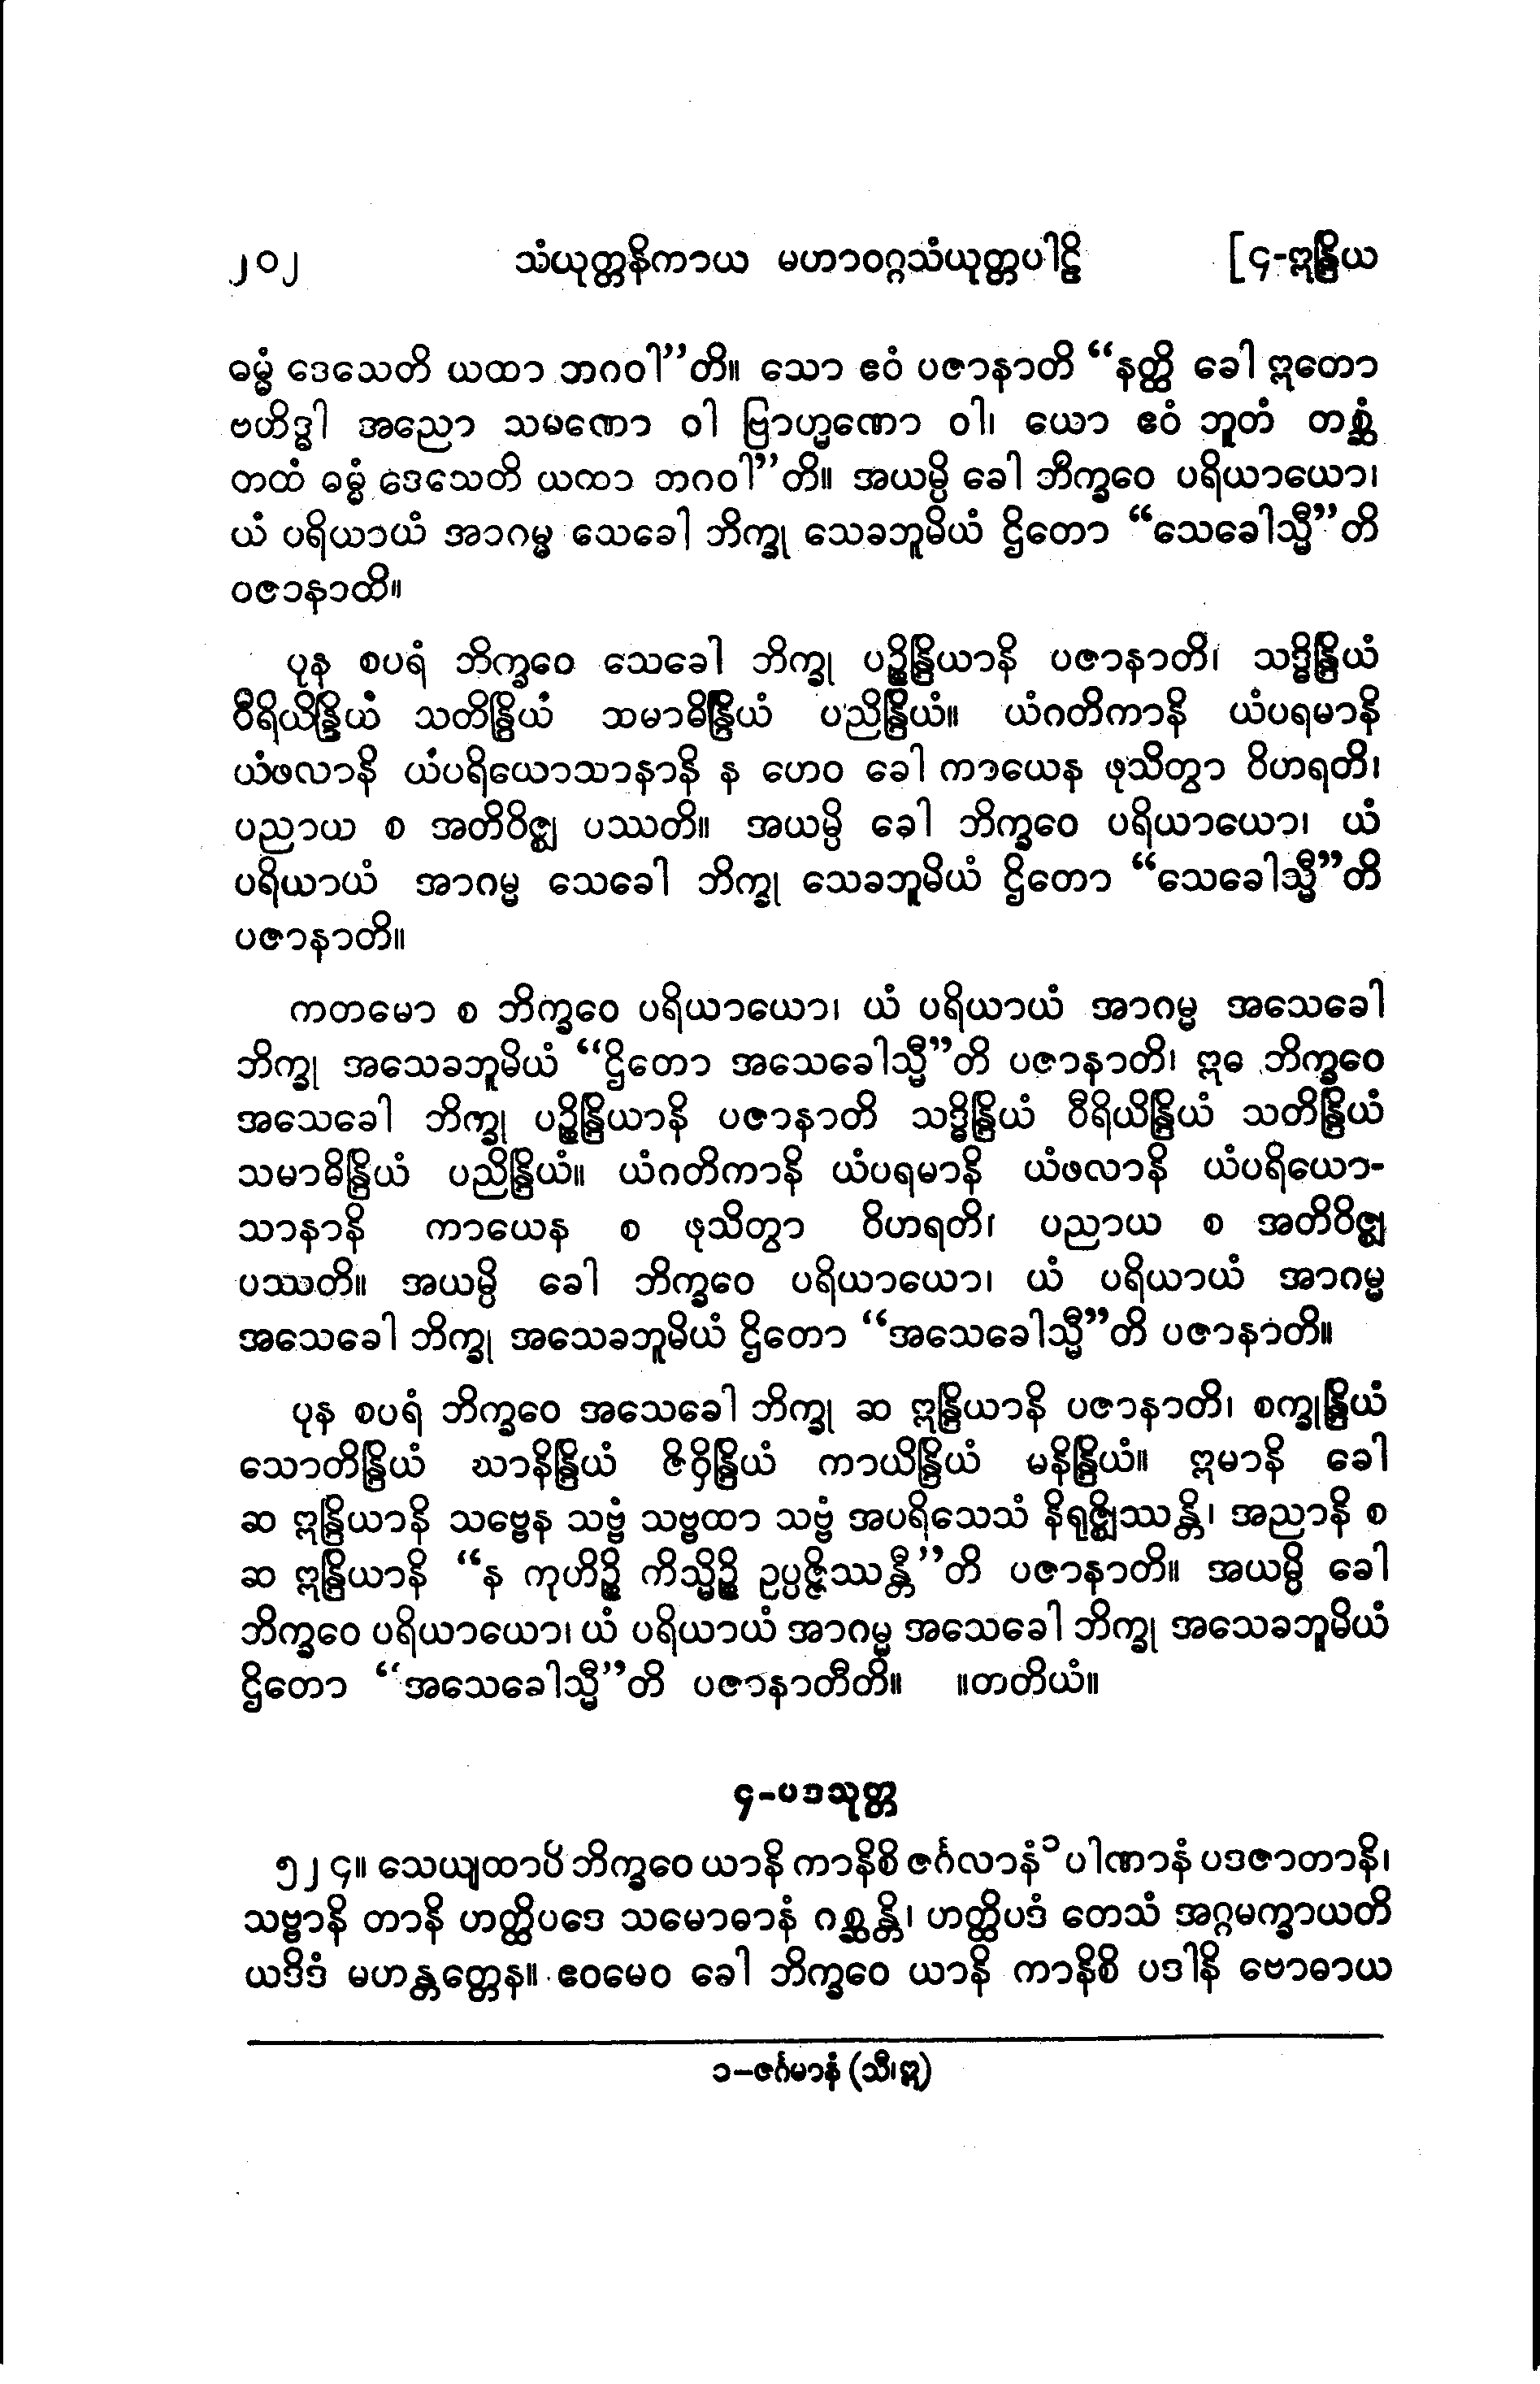 ၂၀၂ သံယုတ္တနိကာယ မဟာဝဂ္ဂသံယုတ္တပါဠိ [၄-ဣန္ဒြိယ
ဓမ္မံ ဒေသေတိ ယထာ ဘဂဝါ”တိ။ သော ဧဝံ ပဇာနာတိ “နတ္ထိ ခေါ ဣတော
ဗဟိဒ္ဓါ အညော သမဏော ဝါ ဗြာဟ္မဏော ဝါ၊ ယော ဧဝံ ဘူတံ တစ္ဆံ
တထံ ဓမ္မံ ဒေသေတိ ယထာ ဘဂဝါ”တိ။ အယမ္ပိ ခေါ ဘိက္ခဝေ ပရိယာယော၊
ယံ ပရိယာယံ အာဂမ္မ သေခေါ ဘိက္ခု သေခဘူမိယံ ဌိတော “သေခေါသ္မီ”တိ
ပဇာနာတိ။
ပုန စပရံ ဘိက္ခဝေ သေခေါ ဘိက္ခု ပဉ္စိန္ဒြိယာနိ ပဇာနာတိ၊ သဒ္ဓိန္ဒြိယံ
ဝီရိယိန္ဒြိယံ သတိန္ဒြိယံ သမာဓိန္ဒြိယံ ပညိန္ဒြိယံ။ ယံဂတိကာနိ ယံပရမာနိ
ယံဖလာနိ ယံပရိယောသာနာနိ န ဟေဝ ခေါ ကာယေန ဖုသိတွာ ဝိဟရတိ၊
ပညာယ စ အတိဝိဇ္ဈ ပဿတိ။ အယမ္ပိ ခေါ ဘိက္ခဝေ ပရိယာယော၊ ယံ
ပရိယာယံ အာဂမ္မ သေခေါ ဘိက္ခု သေခဘူမိယံ ဌိတော “သေခေါသ္မီ”တိ
ပဇာနာတိ။
ကတမော စ ဘိက္ခဝေ ပရိယာယော၊ ယံ ပရိယာယံ အာဂမ္မ အသေခေါ
ဘိက္ခု အသေခဘူမိယံ “ဌိတော အသေခေါသ္မီ”တိ ပဇာနာတိ၊ ဣဓ ဘိက္ခဝေ
အသေခေါ ဘိက္ခု ပဉ္စိန္ဒြိယာနိ ပဇာနာတိ သဒ္ဓိန္ဒြိယံ ဝီရိယိန္ဒြိယံ သတိန္ဒြိယံ
သမာဓိန္ဒြိယံ ပညိန္ဒြိယံ။ ယံဂတိကာနိ ယံပရမာနိ ယံဖလာနိ ယံပရိယော-
သာနာနိ ကာယေန စ ဖုသိတွာ ဝိဟရတိ၊ ပညာယ စ အတိဝိဇ္ဈ
ပဿတိ။ အယမ္ပိ ခေါ ဘိက္ခဝေ ပရိယာယော၊ ယံ ပရိယာယံ အာဂမ္မ
အသေခေါ ဘိက္ခု အသေခဘူမိယံ ဌိတော “အသေခေါသ္မီ”တိ ပဇာနာတိ။
ပုန စပရံ ဘိက္ခဝေ အသေခေါ ဘိက္ခု ဆ ဣန္ဒြိယာနိ ပဇာနာတိ၊ စက္ခုန္ဒြိယံ
သောတိန္ဒြိယံ ဃာနိန္ဒြိယံ ဇိဝှိန္ဒြိယံ ကာယိန္ဒြိယံ မနိန္ဒြိယံ။ ဣမာနိ ခေါ
ဆ ဣန္ဒြိယာနိ သဗ္ဗေန သဗ္ဗံ သဗ္ဗထာ သဗ္ဗံ အပရိသေသံ နိရုဇ္ဈိဿန္တိ၊ အညာနိ စ
ဆ ဣန္ဒြိယာနိ “န ကုဟိဉ္စိ ကိသ္မိဉ္စိ ဥပ္ပဇ္ဇိဿန္တီ”တိ ပဇာနာတိ။ အယမ္ပိ ခေါ
ဘိက္ခဝေ ပရိယာယော၊ ယံ ပရိယာယံ အာဂမ္မ အသေခေါ ဘိက္ခု အသေခဘူမိယံ
ဌိတော “အသေခေါသ္မီ”တိ ပဇာနာတီတိ။ ။တတိယံ။
၄-ပဒသုတ္တ
၅၂၄။ သေယျထာပိ ဘိက္ခဝေ ယာနိ ကာနိစိ ဇင်္ဂလာနံ၁ ပါဏာနံ ပဒဇာတာနိ၊
သဗ္ဗာနိ တာနိ ဟတ္ထိပဒေ သမောဓာနံ ဂစ္ဆန္တိ၊ ဟတ္ထိပဒံ တေသံ အဂ္ဂမက္ခာယတိ
ယဒိဒံ မဟန္တတ္တေန။ ဧဝမေဝ ခေါ ဘိက္ခဝေ ယာနိ ကာနိစိ ပဒါနိ ဗောဓာယ
၁-ဇင်္ဂမာနံ (သီ၊ ဣ)